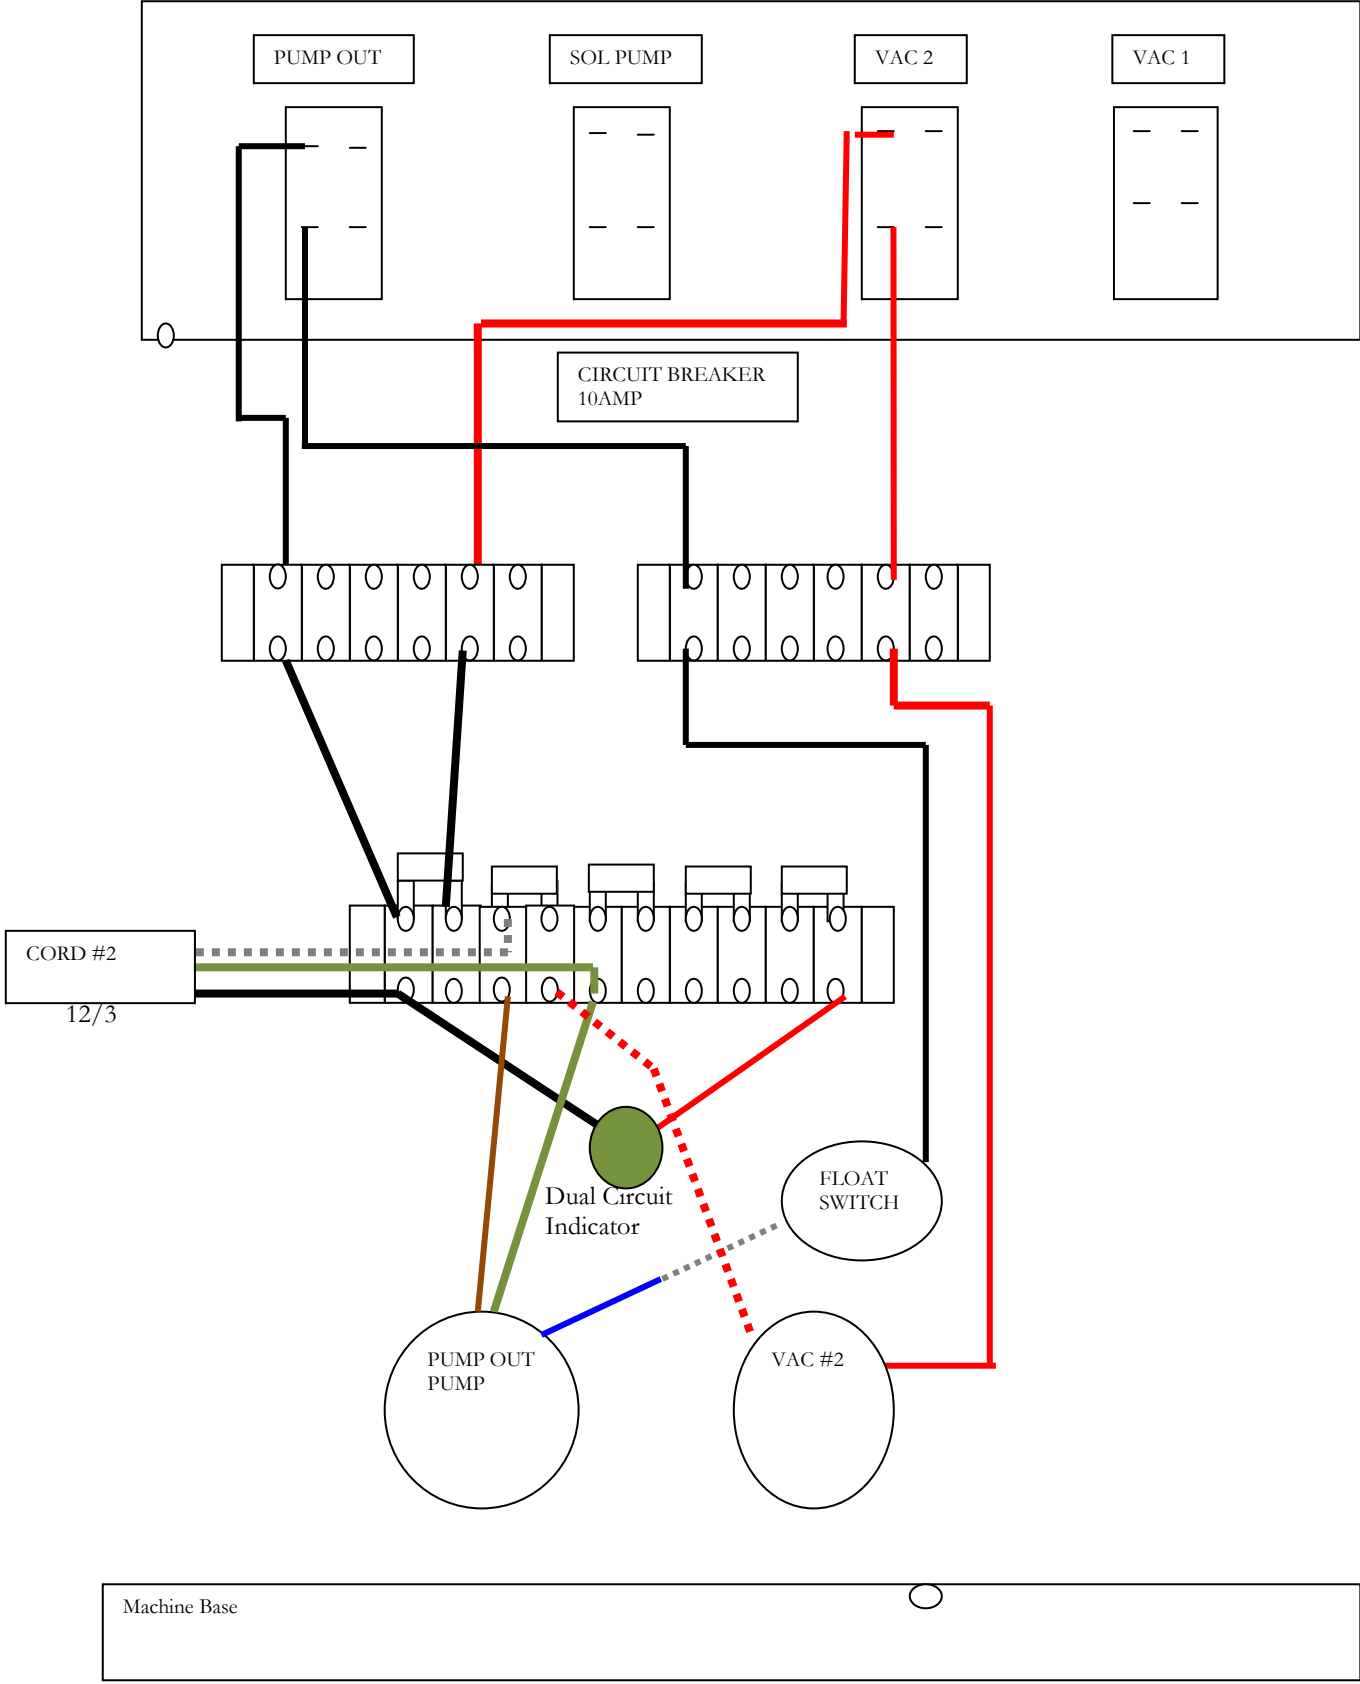 PUMP OUT
SOL PUMP
VAC 2
VAC 1
CIRCUIT BREAKER
10AMP
CORD #2
12/3
Dual Circuit
Indicator
FLOAT
SWITCH
PUMP OUT
PUMP
VAC #2
Machine Base